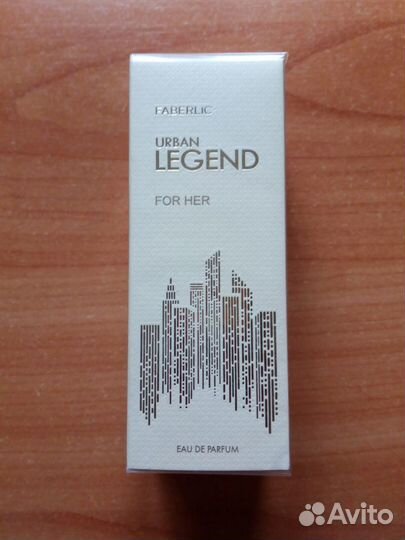 FABERLIC
URBAN
LEGEND
FOR HER
EAU DE PARFUM
Avito